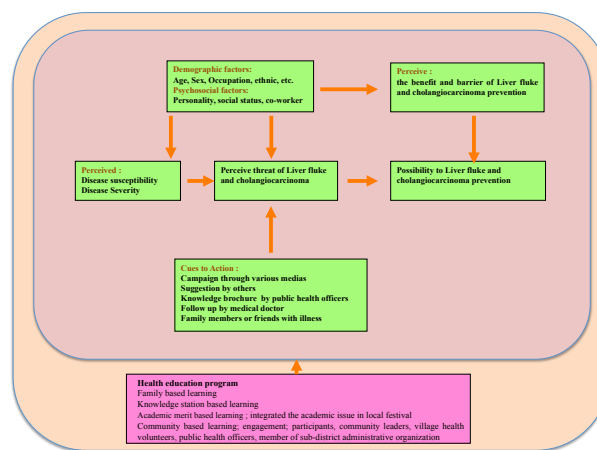 Demographic factors:
Age, Sex, Occupation, ethnic, etc.
Psychosocial factors:
Personality, social status, co-worker
Perceive :
the benefit and barrier of Liver fluke
and cholangiocarcinoma prevention
Perceived :
Disease susceptibility
Disease Severity
Perceive threat of Liver fluke
and cholangiocarcinoma
Possibility to Liver fluke and
cholangiocarcinoma prevention
Cues to Action :
Campaign through various medias
Suggestion by others
Knowledge brochure by public health officers
Follow up by medical doctor
Family members or friends with illness
Health education program
Family based learning
Knowledge station based learning
Academic merit based learning ; integrated the academic issue in local festival
Community based learning; engagement; participants, community leaders, village health
volunteers, public health officers, member of sub-district administrative organization